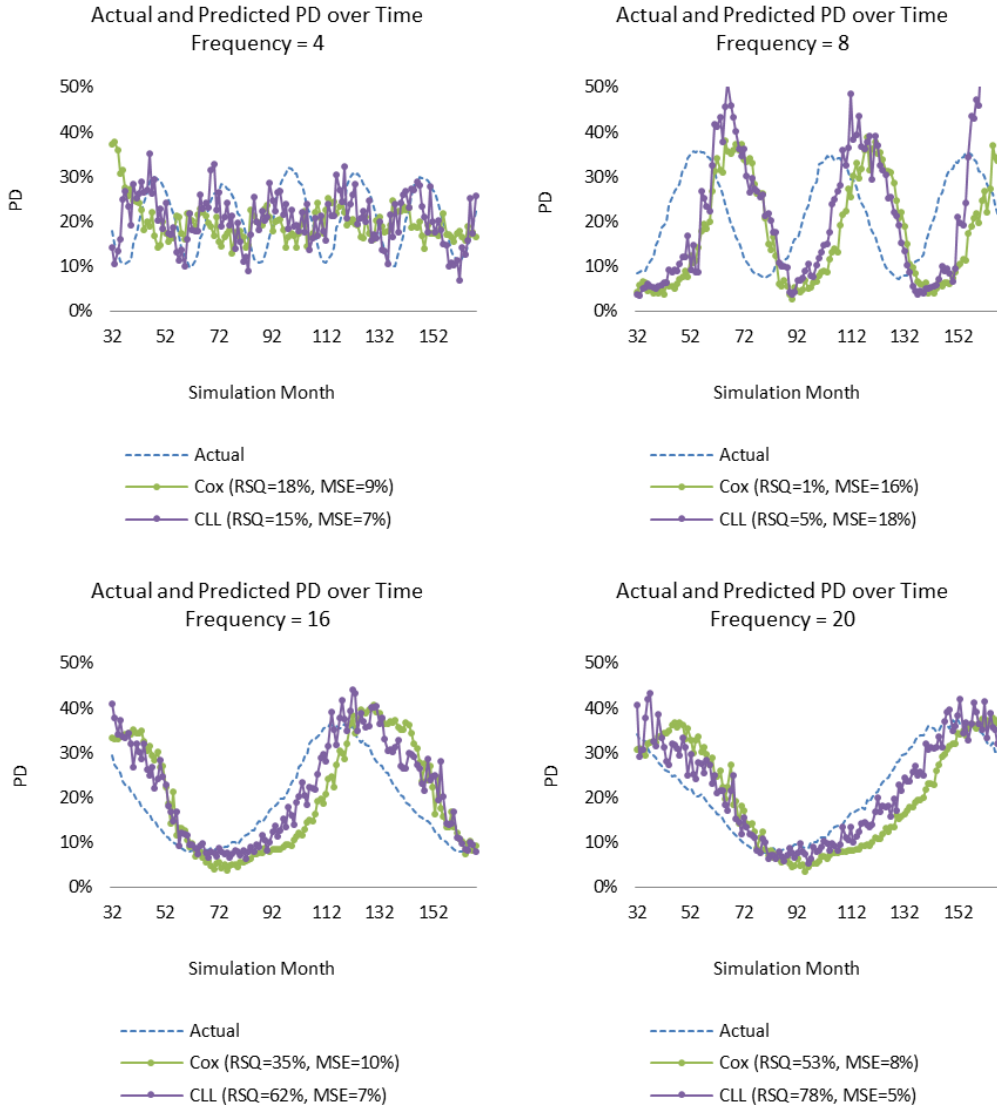 Actual and Predicted PD over Time
Frequency = 4
50%
40%
30%
20%
10%
0%
PD
32 52 72 92 112 132 152
Simulation Month
Actual
Cox (RSQ=18%, MSE=9%)
CLL (RSQ=15%, MSE=7%)
Actual and Predicted PD over Time
Frequency = 8
50%
40%
30%
20%
10%
0%
PD
32 52 72 92 112 132 152
Simulation Month
Actual
Cox (RSQ=1%, MSE=16%)
CLL (RSQ=5%, MSE=18%)
Actual and Predicted PD over Time
Frequency = 16
50%
40%
30%
20%
10%
0%
PD
32 52 72 92 112 132 152
Simulation Month
Actual
Cox (RSQ=35%, MSE=10%)
CLL (RSQ=62%, MSE=7%)
Actual and Predicted PD over Time
Frequency = 20
50%
40%
30%
20%
10%
0%
PD
32 52 72 92 112 132 152
Simulation Month
Actual
Cox (RSQ=53%, MSE=8%)
CLL (RSQ=78%, MSE=5%)